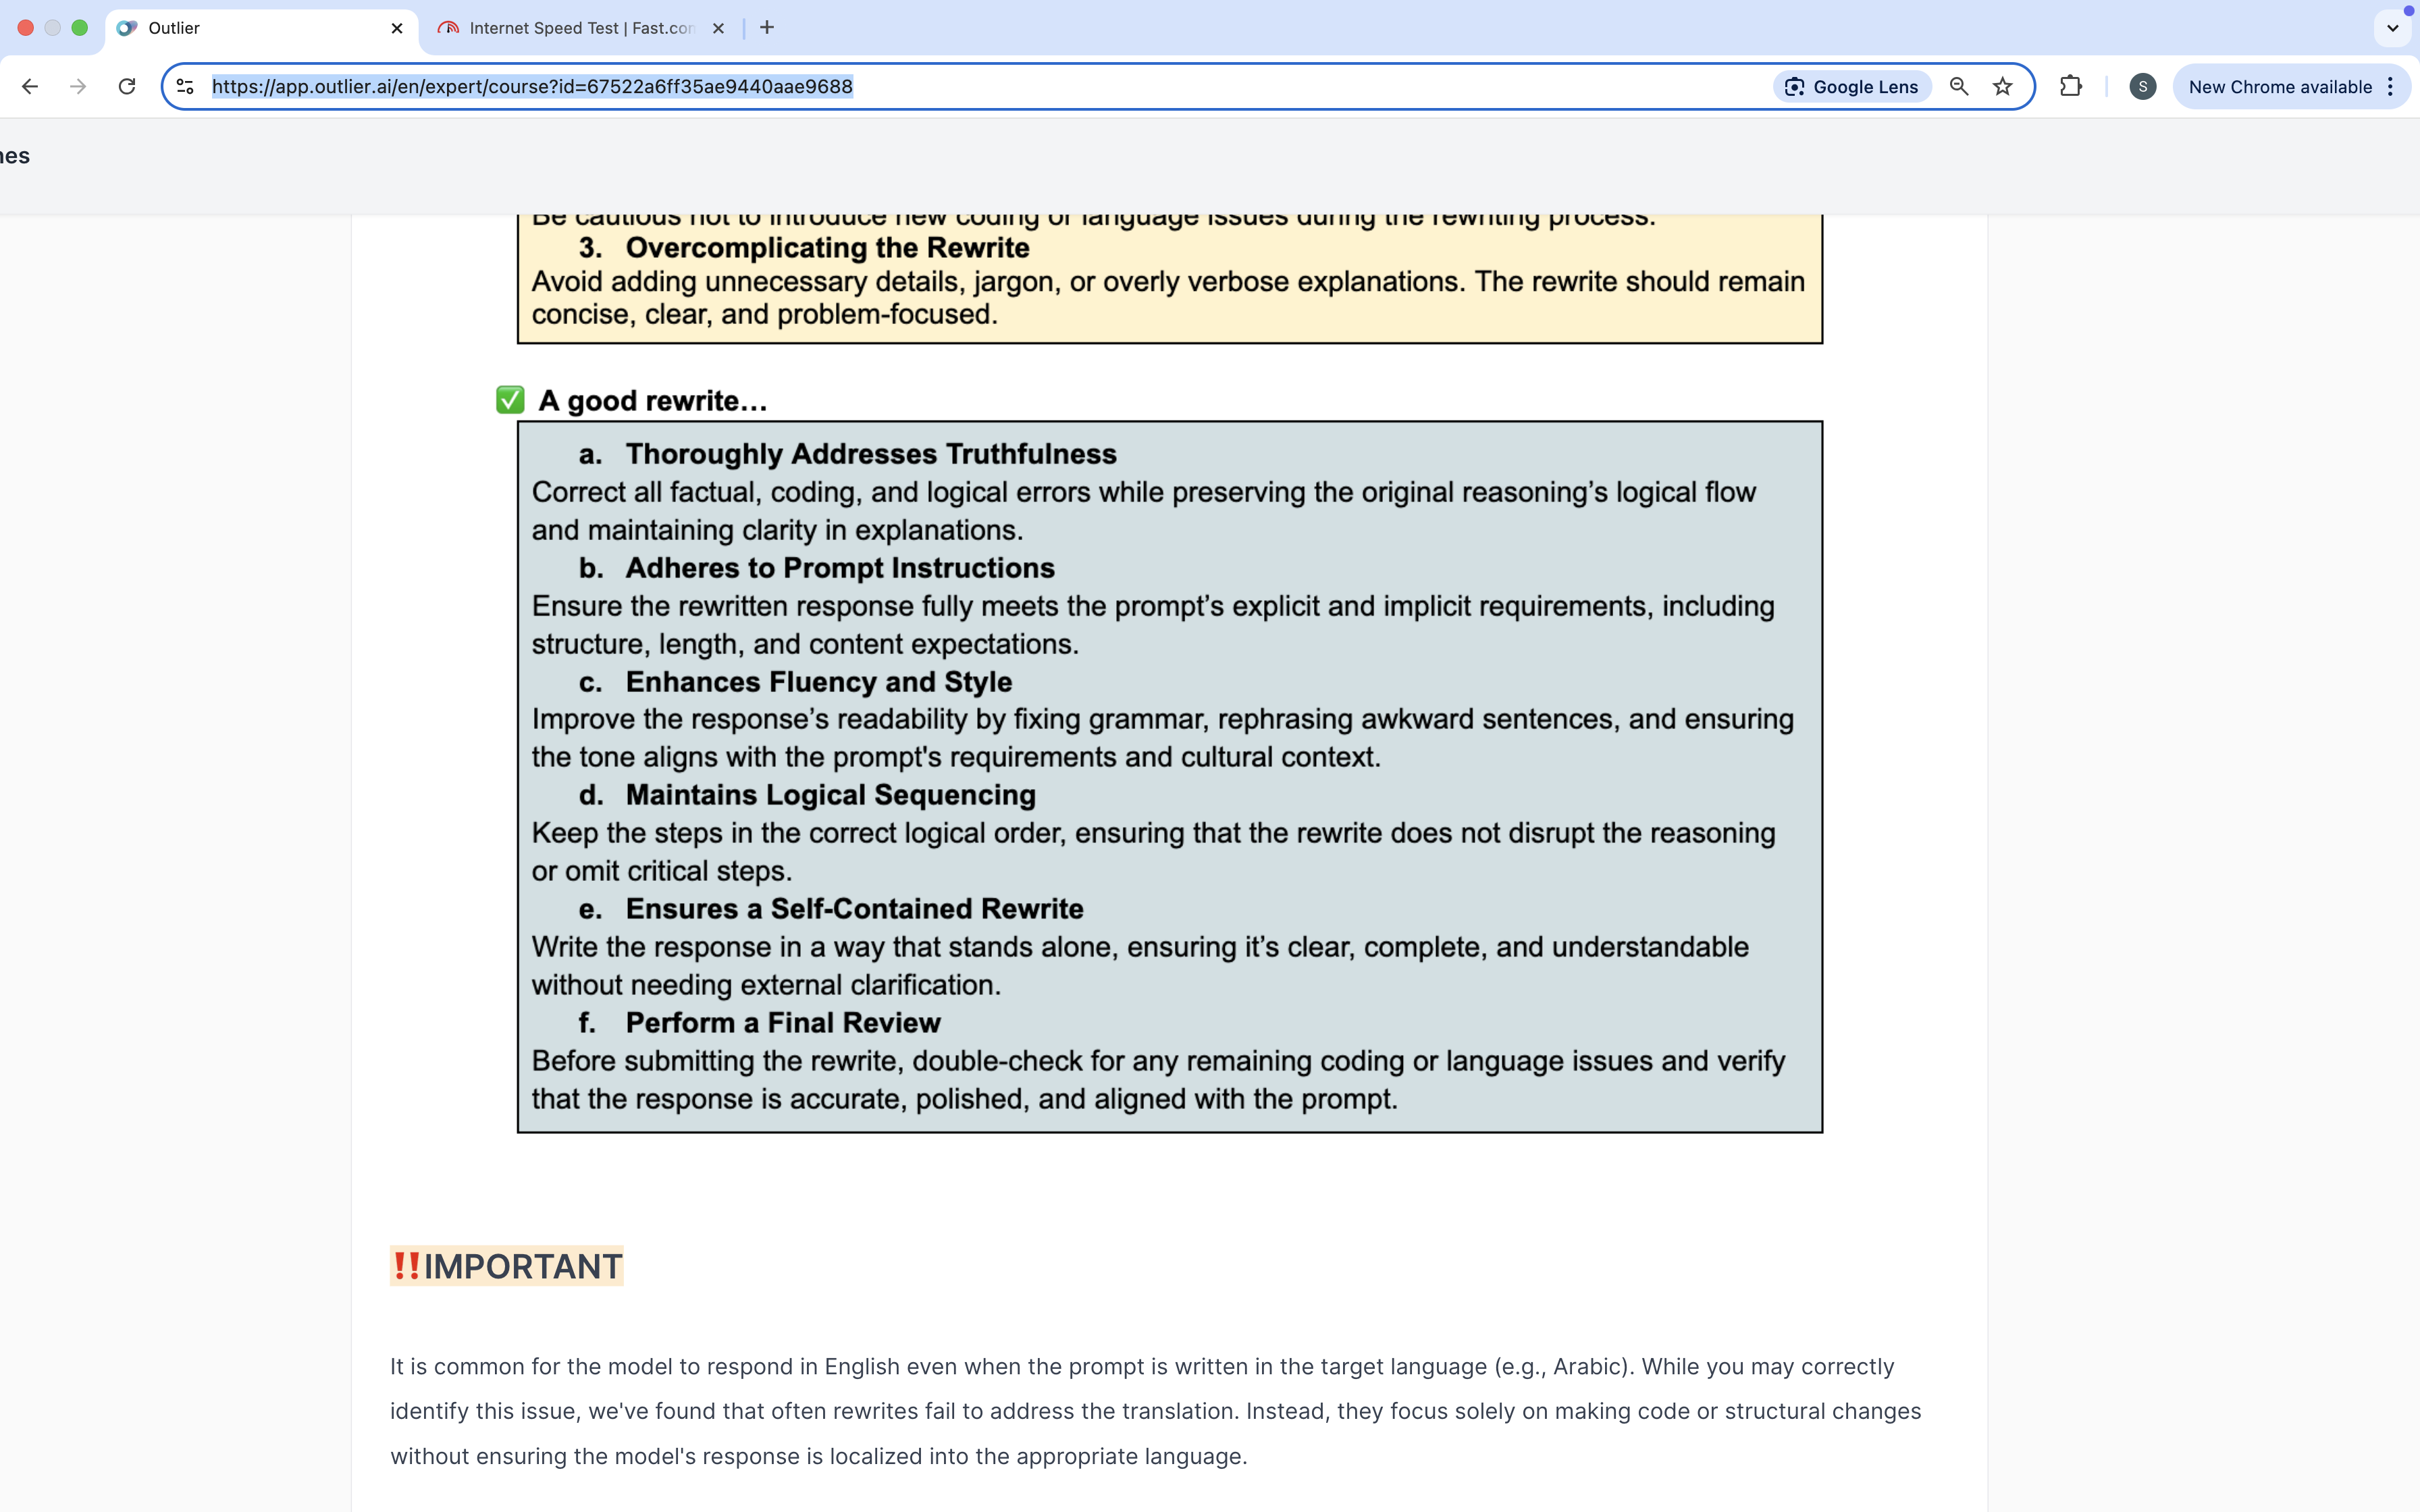 Outlier
Internet Speed Test | Fast.com
https://app.outlier.ai/en/expert/course?id=67522a6ff35ae9440aae9688
Google Lens
S
New Chrome available
nes
Be cautious not to introduce new coding or language issues during the rewriting process.
3. Overcomplicating the Rewrite
Avoid adding unnecessary details, jargon, or overly verbose explanations. The rewrite should remain
concise, clear, and problem-focused.
✅ A good rewrite...
a. Thoroughly Addresses Truthfulness
Correct all factual, coding, and logical errors while preserving the original reasoning’s logical flow
and maintaining clarity in explanations.
b. Adheres to Prompt Instructions
Ensure the rewritten response fully meets the prompt’s explicit and implicit requirements, including
structure, length, and content expectations.
c. Enhances Fluency and Style
Improve the response’s readability by fixing grammar, rephrasing awkward sentences, and ensuring
the tone aligns with the prompt's requirements and cultural context.
d. Maintains Logical Sequencing
Keep the steps in the correct logical order, ensuring that the rewrite does not disrupt the reasoning
or omit critical steps.
e. Ensures a Self-Contained Rewrite
Write the response in a way that stands alone, ensuring it’s clear, complete, and understandable
without needing external clarification.
f. Perform a Final Review
Before submitting the rewrite, double-check for any remaining coding or language issues and verify
that the response is accurate, polished, and aligned with the prompt.
‼️IMPORTANT
It is common for the model to respond in English even when the prompt is written in the target language (e.g., Arabic). While you may correctly
identify this issue, we've found that often rewrites fail to address the translation. Instead, they focus solely on making code or structural changes
without ensuring the model's response is localized into the appropriate language.